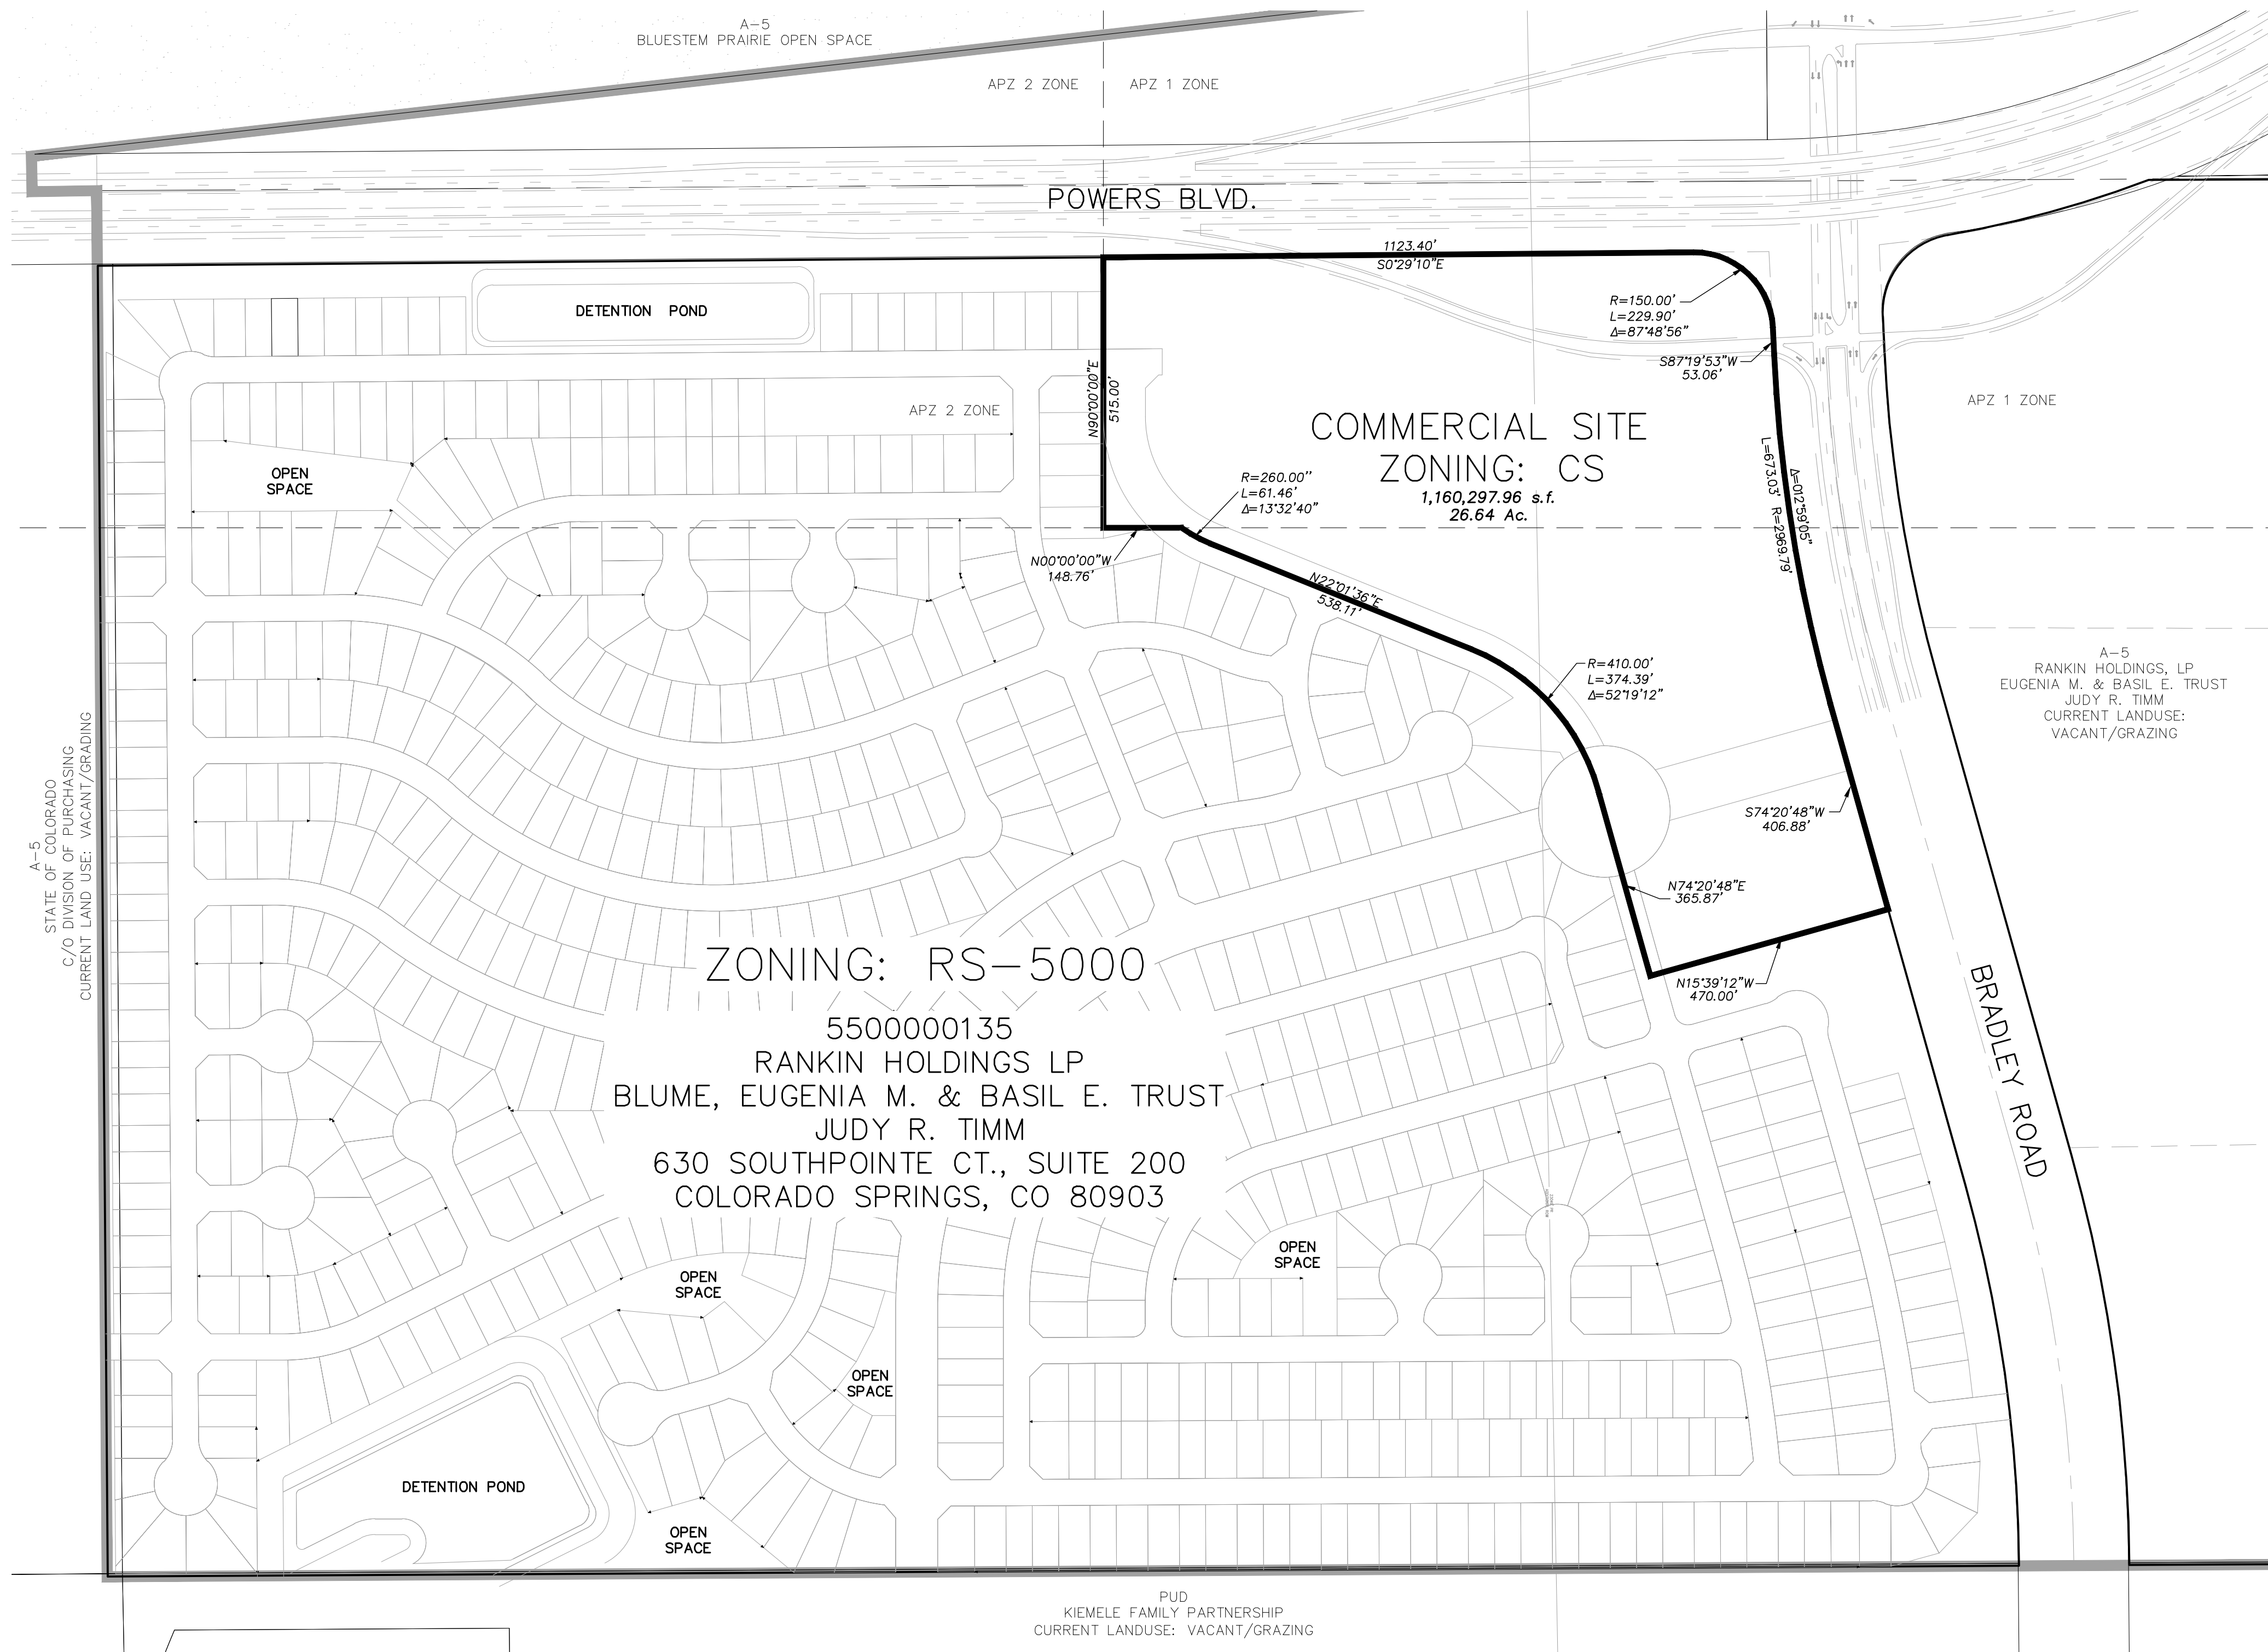 A-5
BLUESTEM PRAIRIE OPEN SPACE
APZ 2 ZONE
APZ 1 ZONE
POWERS BLVD.
1123.40'
S0°29'10"E
DETENTION POND
R=150.00'
L=229.90'
Δ=87°48'56"
S87°19'53"W
53.06'
N90°00'00"E
515.00'
APZ 2 ZONE
APZ 1 ZONE
COMMERCIAL SITE
ZONING: CS
1,160,297.96 s.f.
26.64 Ac.
OPEN
SPACE
R=260.00''
L=61.46'
Δ=13°32'40"
L=673.03' R=2969.79'
Δ=012°59'05"
N00°00'00"W
148.76'
N22°01'36"E
538.11'
R=410.00'
L=374.39'
Δ=52°19'12"
A-5
RANKIN HOLDINGS, LP
EUGENIA M. & BASIL E. TRUST
JUDY R. TIMM
CURRENT LANDUSE:
VACANT/GRAZING
A-5
STATE OF COLORADO
C/O DIVISION OF PURCHASING
CURRENT LAND USE: VACANT/GRADING
S74°20'48"W
406.88'
N74°20'48"E
365.87'
N15°39'12"W
470.00'
BRADLEY ROAD
ZONING: RS-5000
5500000135
RANKIN HOLDINGS LP
BLUME, EUGENIA M. & BASIL E. TRUST
JUDY R. TIMM
630 SOUTHPOINTE CT., SUITE 200
COLORADO SPRINGS, CO 80903
OPEN
SPACE
OPEN
SPACE
OPEN
SPACE
DETENTION POND
OPEN
SPACE
PUD
KIEMELE FAMILY PARTNERSHIP
CURRENT LANDUSE: VACANT/GRAZING